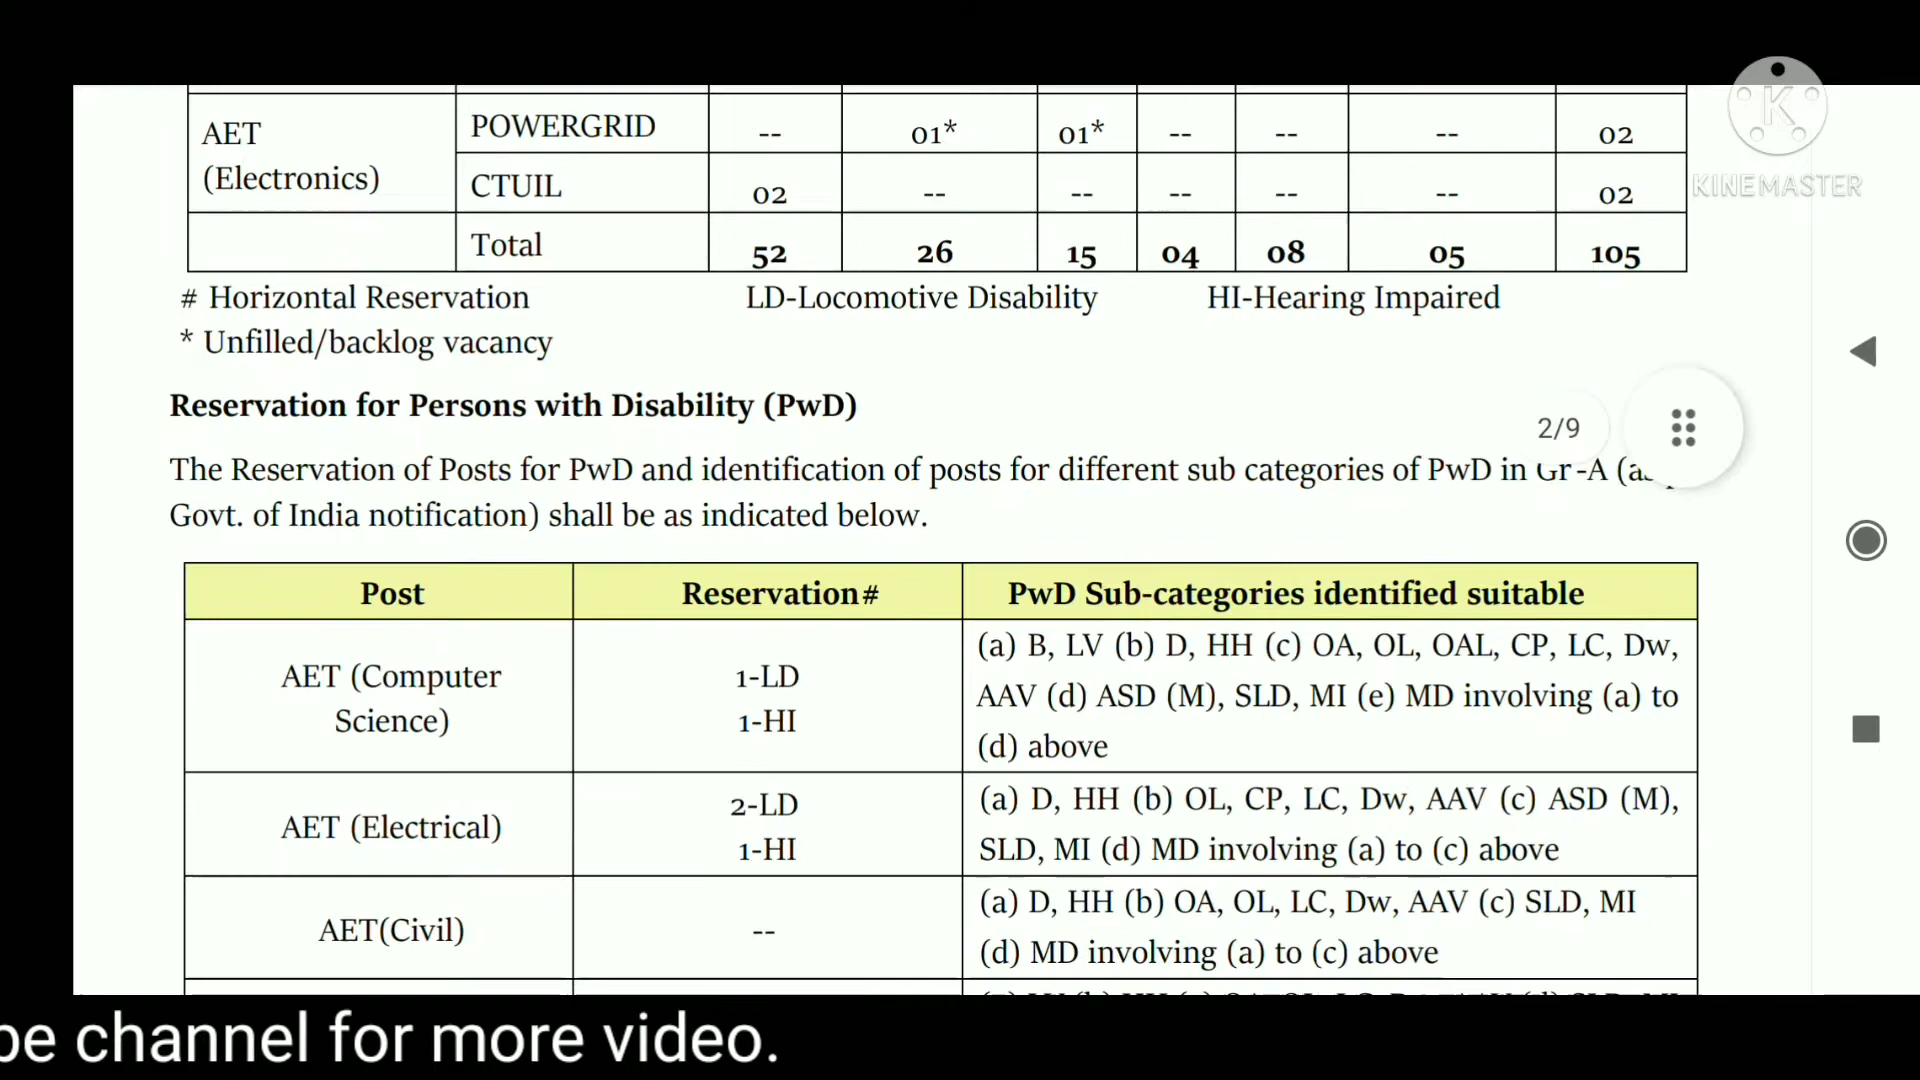 AET
(Electronics)
POWERGRID -- 01* 01* -- -- -- 02
CTUIL 02 -- -- -- -- -- 02
Total 52 26 15 04 08 05 105
# Horizontal Reservation LD-Locomotive Disability HI-Hearing Impaired
* Unfilled/backlog vacancy
Reservation for Persons with Disability (PwD)
2/9
The Reservation of Posts for PwD and identification of posts for different sub categories of PwD in Gr-A
Govt. of India notification) shall be as indicated below.
Post Reservation# PwD Sub-categories identified suitable
AET (Computer
Science)
1-LD
1-HI
(a) B, LV (b) D, HH (c) OA, OL, OAL, CP, LC, Dw,
AAV (d) ASD (M), SLD, MI (e) MD involving (a) to
(d) above
AET (Electrical)
2-LD
1-HI
(a) D, HH (b) OL, CP, LC, Dw, AAV (c) ASD (M),
SLD, MI (d) MD involving (a) to (c) above
AET(Civil)
--
(a) D, HH (b) OA, OL, LC, Dw, AAV (c) SLD, MI
(d) MD involving (a) to (c) above
channel for more video.
K
KINEMASTER